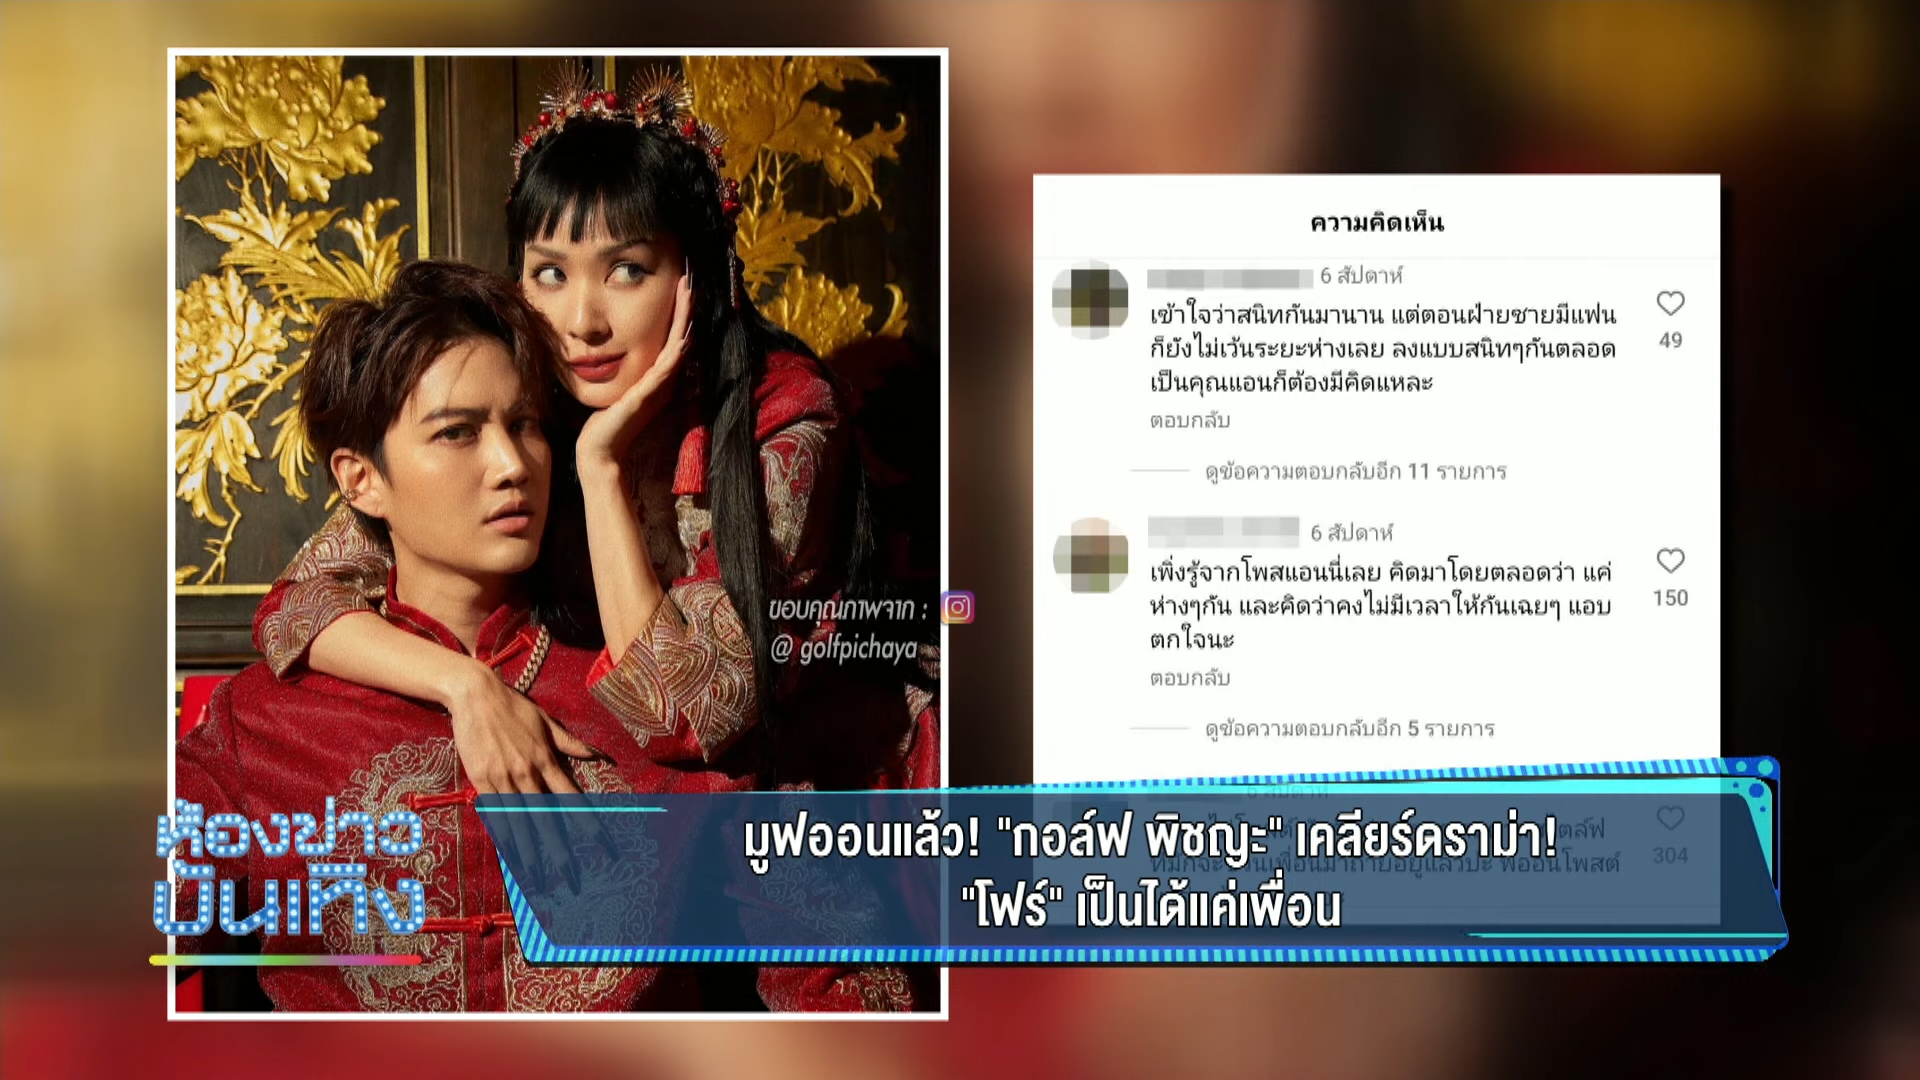 ขอบคุณภาพจาก :
@ golfpichaya
ความคิดเห็น
6 สัปดาห์
เข้าใจว่าสนิทกันมานาน แต่ตอนฝ่ายชายมีแฟน
ก็ยังไม่เว้นระยะห่างเลย ลงแบบสนิทๆกันตลอด
เป็นคุณแอนก็ต้องมีคิดแหละ
49
ตอบกลับ
ดูข้อความตอบกลับอีก 11 รายการ
6 สัปดาห์
เพิ่งรู้จากโพสแอนนี่เลย คิดมาโดยตลอดว่า แค่
ห่างๆกัน และคิดว่าคงไม่มีเวลาให้กันเฉยๆ แอบ
ตกใจนะ
150
ตอบกลับ
ดูข้อความตอบกลับอีก 5 รายการ
6 สัปดาห์
304
ห้องข่าว
บันเทิง
มูฟออนแล้ว! "กอล์ฟ พิชญะ" เคลียร์ดราม่า!
"โฟร์" เป็นได้แค่เพื่อน